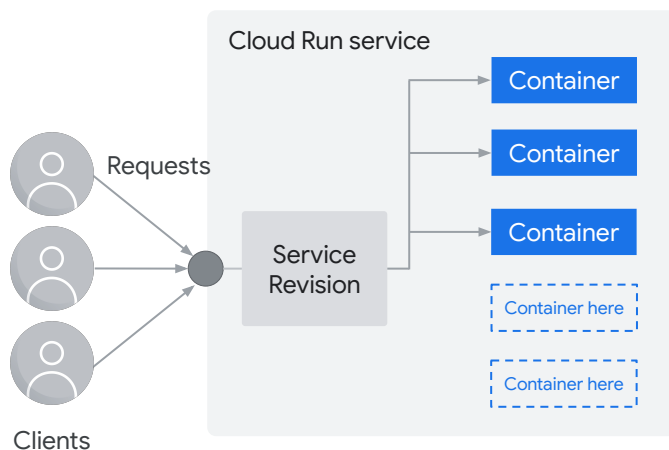 Cloud Run service
Container
Requests
Container
Container
Service
Revision
Container here
Container here
Clients